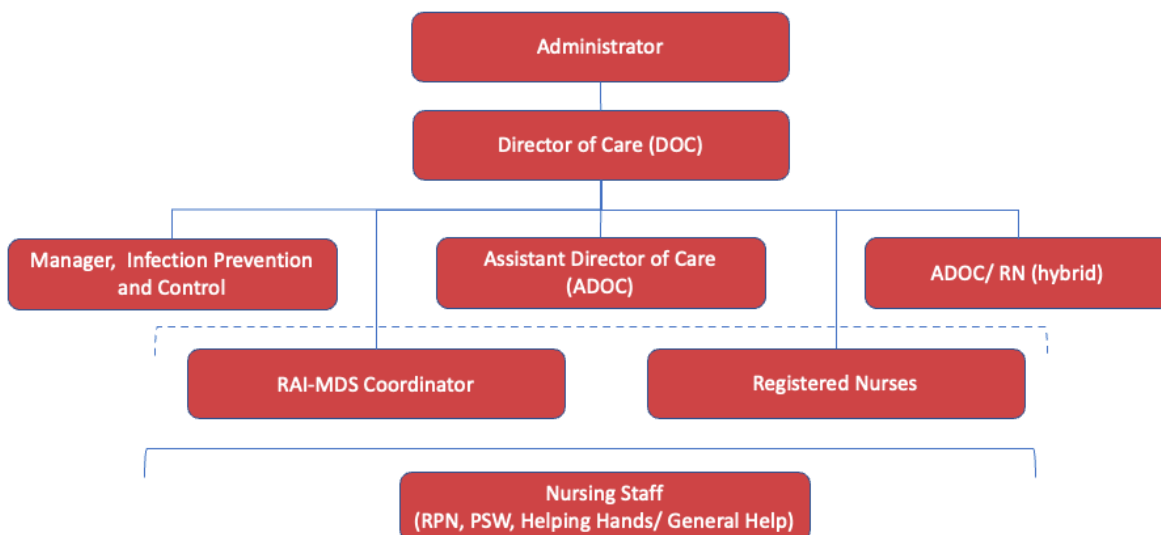 Administrator
Director of Care (DOC)
Manager,  Infection Prevention
and Control
Assistant Director of Care
(ADOC)
ADOC/ RN (hybrid)
RAI-MDS Coordinator
Registered Nurses
Nursing Staff
(RPN, PSW, Helping Hands/ General Help)